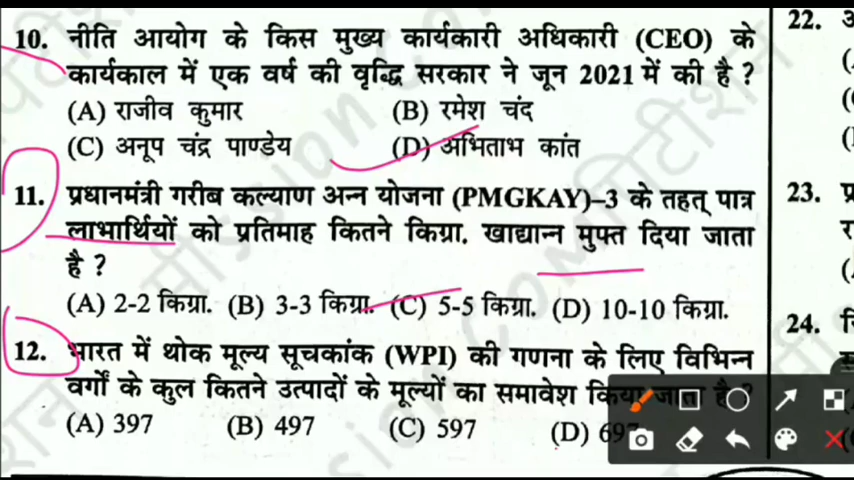 10. नीति आयोग के किस मुख्य कार्यकारी अधिकारी (CEO) के
कार्यकाल में एक वर्ष की वृद्धि सरकार ने जून 2021 में की है ?
(A) राजीव कुमार (B) रमेश चंद
(C) अनूप चंद्र पाण्डेय (D) अभिताभ कांत
11. प्रधानमंत्री गरीब कल्याण अन्न योजना (PMGKAY)–3 के तहत् पात्र
लाभार्थियों को प्रतिमाह कितने किग्रा. खाद्यान्न मुफ्त दिया जाता
है ?
(A) 2-2 किग्रा. (B) 3-3 किग्रा. (C) 5-5 किग्रा. (D) 10-10 किग्रा.
12. भारत में थोक मूल्य सूचकांक (WPI) की गणना के लिए विभिन्न
वर्गों के कुल कितने उत्पादों के मूल्यों का समावेश किया जाता है ?
(A) 397 (B) 497 (C) 597 (D) 697
22.
23.
24.